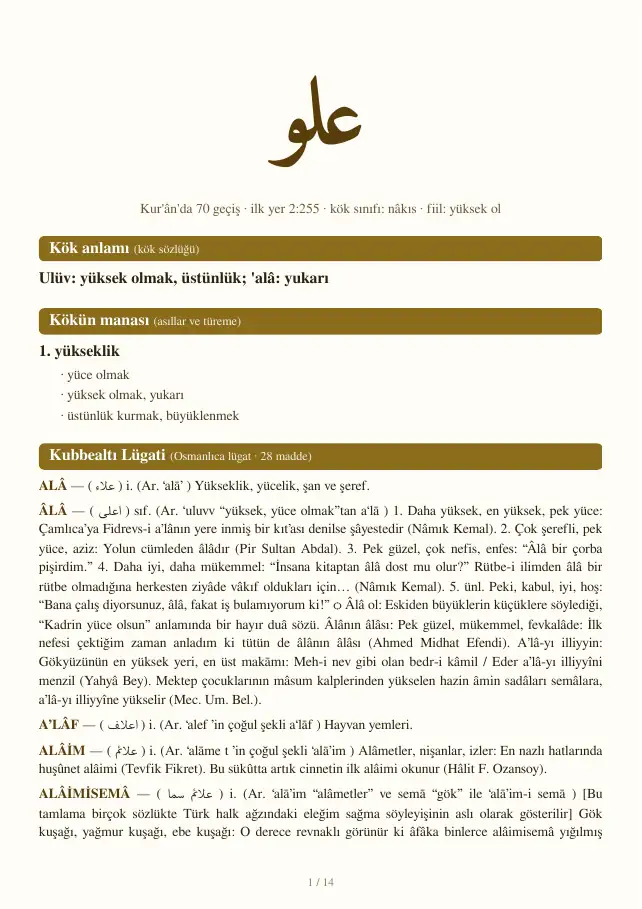 علو
Kur'ân'da 70 geçiş · ilk yer 2:255 · kök sınıfı: nâkıs · fiil: yüksek ol
Kök anlamı (kök sözlüğü)
Ulüv: yüksek olmak, üstünlük; 'alâ: yukarı
Kökün manası (asıllar ve türeme)
1. yükseklik
· yüce olmak
· yüksek olmak, yukarı
· üstünlük kurmak, büyüklenmek
Kubbealtı Lügati (Osmanlıca lügat · 28 madde)
ALÂ — ( علاء ) i. (Ar. ‘alā’ ) Yükseklik, yücelik, şan ve şeref.
ÂLÂ — ( اعلى ) sıf. (Ar. ‘uluvv “yüksek, yüce olmak”tan a‘lā ) 1. Daha yüksek, en yüksek, pek yüce:
Çamlıca’ya Fidrevs-i a’lânın yere inmiş bir kıt’ası denilse şâyestedir (Nâmık Kemal). 2. Çok şerefli, pek
yüce, aziz: Yolun cümleden âlâdır (Pir Sultan Abdal). 3. Pek güzel, çok nefis, enfes: “Âlâ bir çorba
pişirdim.” 4. Daha iyi, daha mükemmel: “İnsana kitaptan âlâ dost mu olur?” Rütbe-i ilimden âlâ bir
rütbe olmadığına herkesten ziyâde vâkıf oldukları için… (Nâmık Kemal). 5. ünl. Peki, kabul, iyi, hoş:
“Bana çalış diyorsunuz, âlâ, fakat iş bulamıyorum ki!” ѻ Âlâ ol: Eskiden büyüklerin küçüklere söylediği,
“Kadrin yüce olsun” anlamında bir hayır duâ sözü. Âlânın âlâsı: Pek güzel, mükemmel, fevkalâde: İlk
nefesi çektiğim zaman anladım ki tütün de âlânın âlâsı (Ahmed Midhat Efendi). A’lâ-yı illiyyin:
Gökyüzünün en yüksek yeri, en üst makāmı: Meh-i nev gibi olan bedr-i kâmil / Eder a’lâ-yı illiyyîni
menzil (Yahyâ Bey). Mektep çocuklarının mâsum kalplerinden yükselen hazin âmin sadâları semâlara,
a’lâ-yı illiyyîne yükselir (Mec. Um. Bel.).
A’LÂF — ( اعلاف ) i. (Ar. ‘alef ’in çoğul şekli a‘lāf ) Hayvan yemleri.
ALÂİM — ( علائم ) i. (Ar. ‘alāme t ’in çoğul şekli ‘alā’im ) Alâmetler, nişanlar, izler: En nazlı hatlarında
huşûnet alâimi (Tevfik Fikret). Bu sükûtta artık cinnetin ilk alâimi okunur (Hâlit F. Ozansoy).
ALÂİMİSEMÂ — ( علائم سما ) i. (Ar. ‘alā’im “alâmetler” ve semā “gök” ile ‘alā’im-i semā ) [Bu
tamlama birçok sözlükte Türk halk ağzındaki eleğim sağma söyleyişinin aslı olarak gösterilir] Gök
kuşağı, yağmur kuşağı, ebe kuşağı: O derece revnaklı görünür ki âfâka binlerce alâimisemâ yığılmış
1 / 14